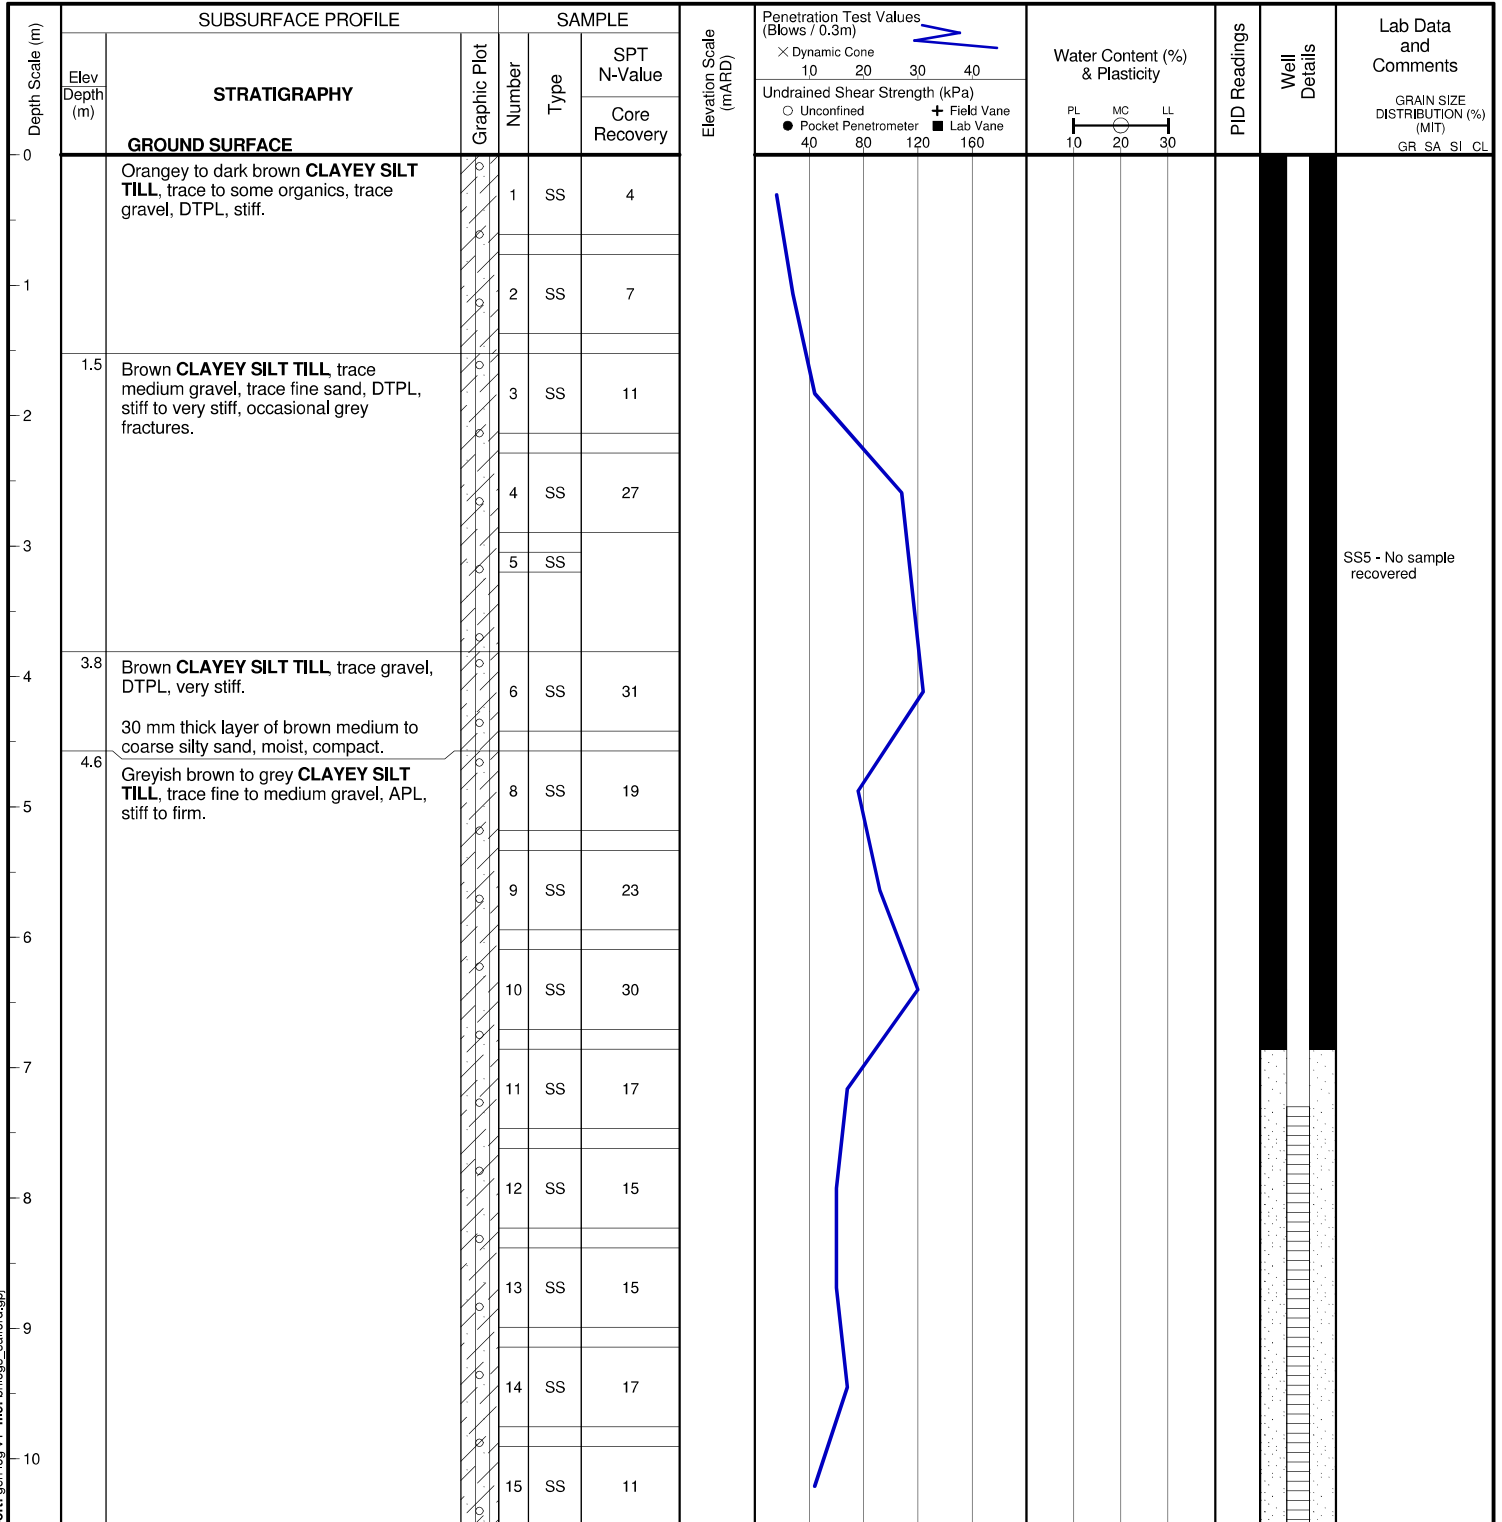 SUBSURFACE PROFILE
SAMPLE
Depth Scale (m)
Elev
Depth
(m)
STRATIGRAPHY
GROUND SURFACE
Graphic Plot
Number
Type
SPT
N-Value
Core
Recovery
Elevation Scale
(mARD)
Penetration Test Values
(Blows / 0.3m)
× Dynamic Cone
10 20 30 40
Undrained Shear Strength (kPa)
Unconfined
Field Vane
Pocket Penetrometer
Lab Vane
40 80 120 160
Water Content (%)
& Plasticity
PL MC LL
10 20 30
PID Readings
Well
Details
Lab Data
and
Comments
GRAIN SIZE
DISTRIBUTION (%)
(MIT)
GR SA SI CL
0
Orangey to dark brown CLAYEY SILT
TILL, trace to some organics, trace
gravel, DTPL, stiff.
1 SS 4
1
2 SS 7
1.5
Brown CLAYEY SILT TILL, trace
medium gravel, trace fine sand, DTPL,
stiff to very stiff, occasional grey
fractures.
3 SS 11
2
4 SS 27
3
5 SS
SS5 - No sample
recovered
3.8
Brown CLAYEY SILT TILL, trace gravel,
DTPL, very stiff.
4
6 SS 31
30 mm thick layer of brown medium to
coarse silty sand, moist, compact.
4.6
Greyish brown to grey CLAYEY SILT
TILL, trace fine to medium gravel, APL,
stiff to firm.
8 SS 19
5
9 SS 23
6
10 SS 30
7
11 SS 17
8
12 SS 15
13 SS 15
9
14 SS 17
10
15 SS 11